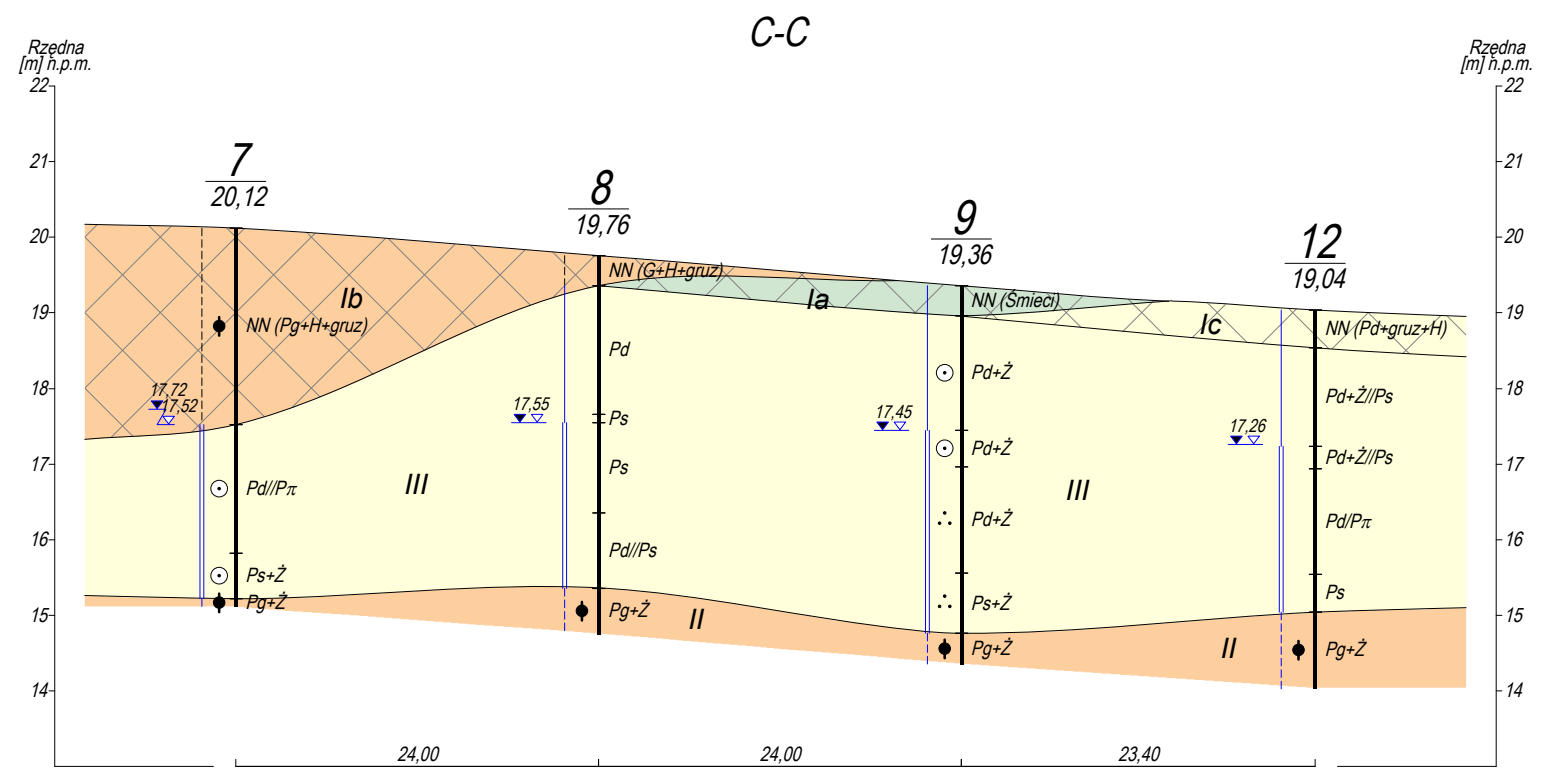 C-C
Rzędna
[m] n.p.m.
Rzędna
[m] n.p.m.
22
22
21
21
7
20,12
8
19,76
9
19,36
12
19,04
20
20
NN (G+H+gruz)
Ib
Ia
NN (Śmieci)
19
19
NN (Pg+H+gruz)
Ic
NN (Pd+gruz+H)
Pd
Pd+Ż
18
18
17,72
17,52
Pd+Ż//Ps
17,55
Ps
17,45
17,26
Pd+Ż
Pd+Ż//Ps
17
17
Ps
III
III
Pd//Pπ
Pd+Ż
Pd/Pπ
16
16
Pd//Ps
Ps+Ż
Ps+Ż
Ps
Pg+Ż
Pg+Ż
15
15
II
II
Pg+Ż
Pg+Ż
14
14
24,00
24,00
23,40